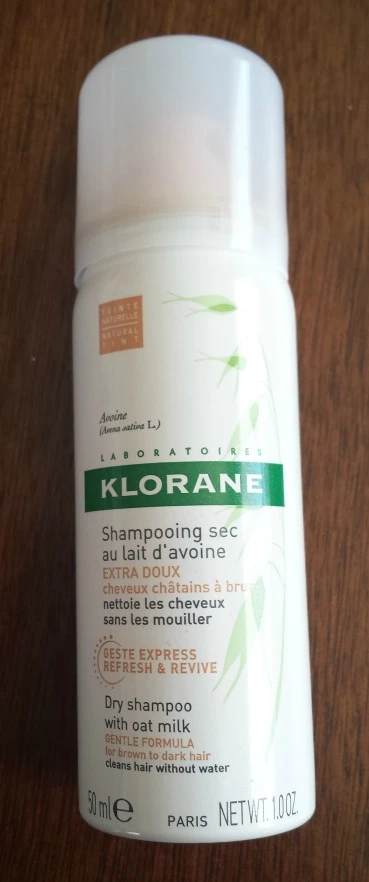 TEINTE
NATURELLE
NATURAL
TINT
Avoine
(Avena sativa L.)
LABORATOIRES
KLORANE
Shampooing sec
au lait d'avoine
EXTRA DOUX
cheveux châtains à
nettoie les cheveux
sans les mouiller
GESTE EXPRESS
REFRESH & REVIVE
Dry shampoo
with oat milk
GENTLE FORMULA
for brown to dark hair
cleans hair without water
50 ml e PARIS NET WT. 1.0 OZ.